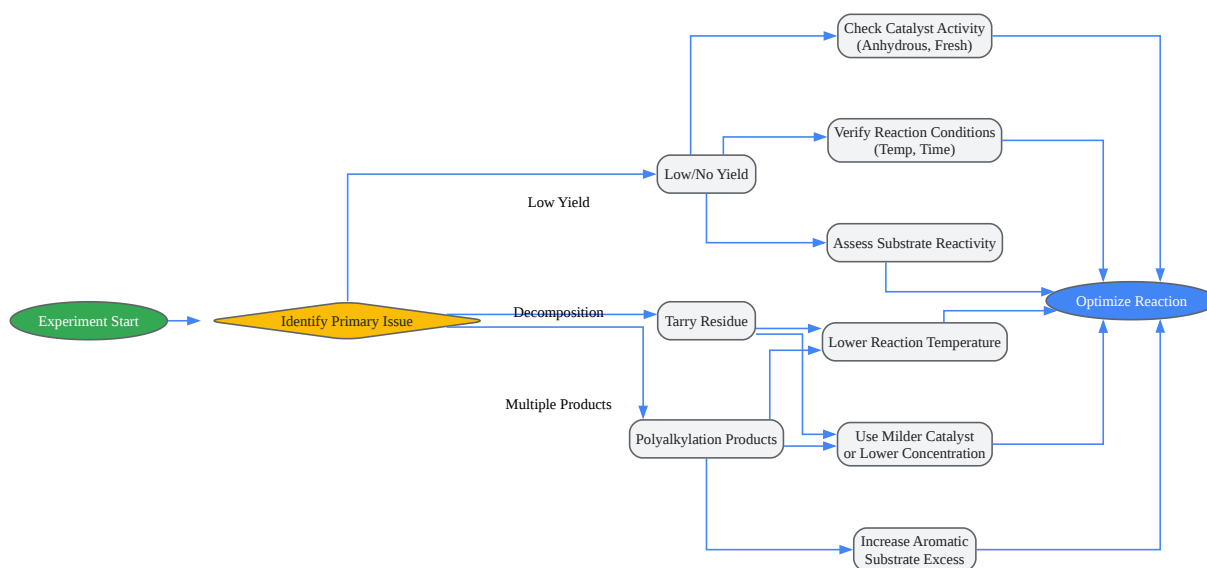 Check Catalyst Activity
(Anhydrous, Fresh)
Verify Reaction Conditions
(Temp, Time)
Low/No Yield
Low Yield
Assess Substrate Reactivity
Experiment Start
Identify Primary Issue
Decomposition
Tarry Residue
Optimize Reaction
Lower Reaction Temperature
Multiple Products
Polyalkylation Products
Use Milder Catalyst
or Lower Concentration
Increase Aromatic
Substrate Excess